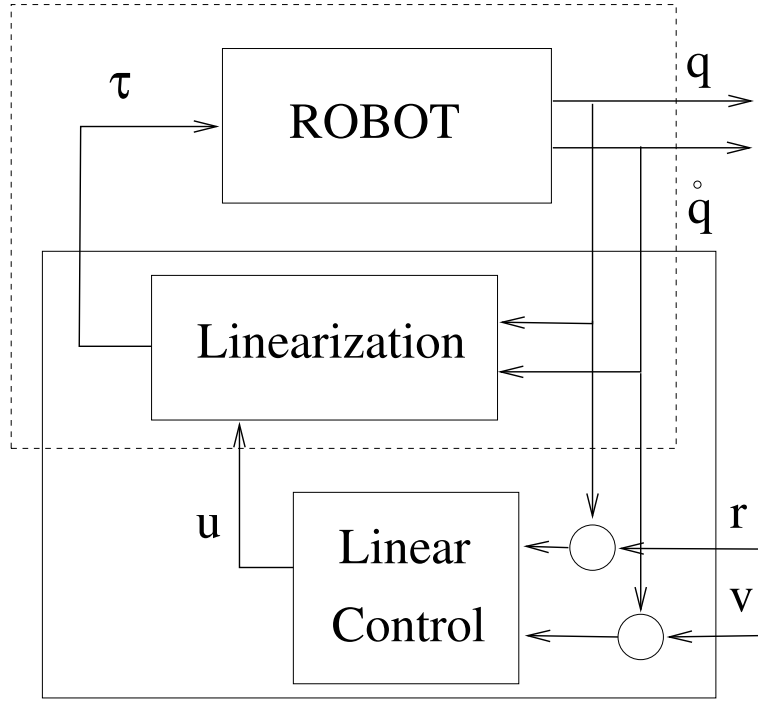 τ
ROBOT
q
q̊
Linearization
u
Linear
Control
r
v